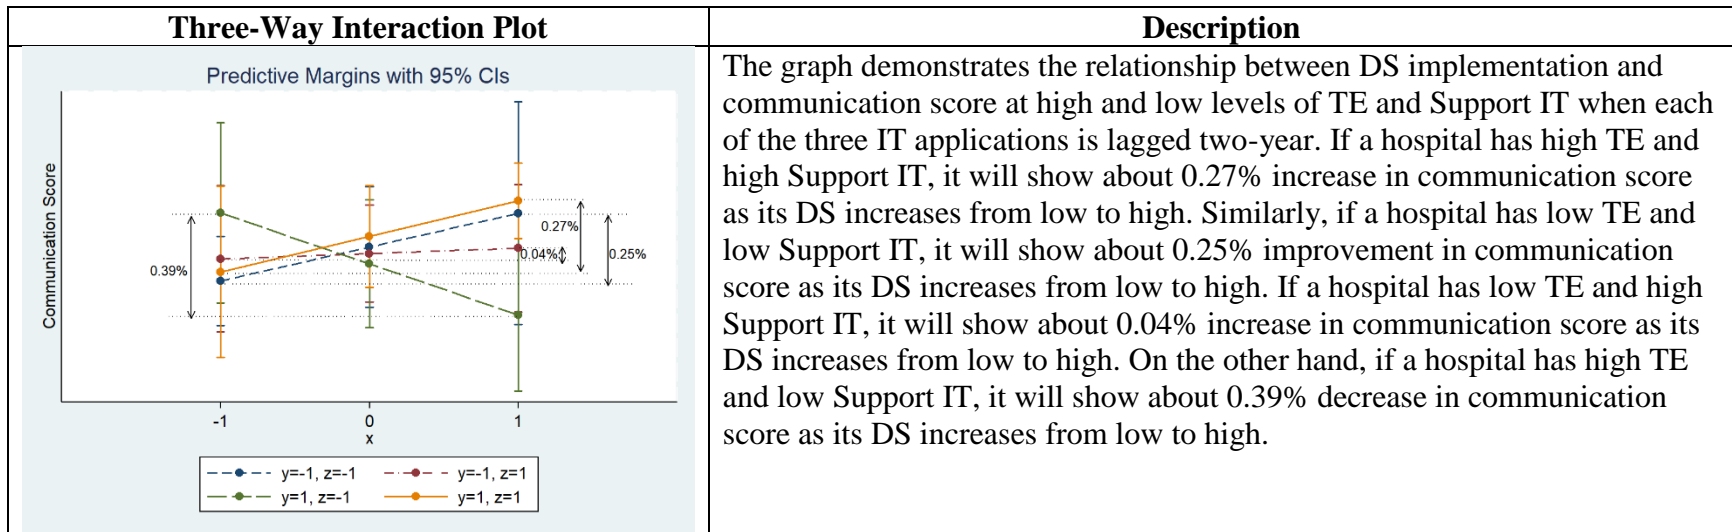 Three-Way Interaction Plot
Description
Predictive Margins with 95% CIs
Communication Score
0.39%
0.27%
0.04%
0.25%
-1
0
1
x
y=-1, z=-1
y=-1, z=1
y=1, z=-1
y=1, z=1
The graph demonstrates the relationship between DS implementation and
communication score at high and low levels of TE and Support IT when each
of the three IT applications is lagged two-year. If a hospital has high TE and
high Support IT, it will show about 0.27% increase in communication score
as its DS increases from low to high. Similarly, if a hospital has low TE and
low Support IT, it will show about 0.25% improvement in communication
score as its DS increases from low to high. If a hospital has low TE and high
Support IT, it will show about 0.04% increase in communication score as its
DS increases from low to high. On the other hand, if a hospital has high TE
and low Support IT, it will show about 0.39% decrease in communication
score as its DS increases from low to high.